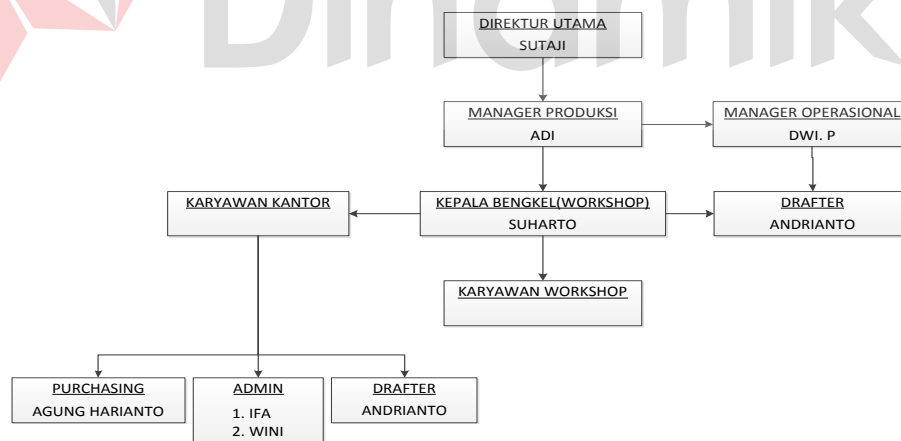 Dinamik
DIREKTUR UTAMA
SUTAJI
MANAGER PRODUKSI
ADI
MANAGER OPERASIONAL
DWI. P
KARYAWAN KANTOR
KEPALA BENGKEL(WORKSHOP)
SUHARTO
DRAFTER
ANDRIANTO
KARYAWAN WORKSHOP
PURCHASING
AGUNG HARIANTO
ADMIN
1. IFA
2. WINI
DRAFTER
ANDRIANTO